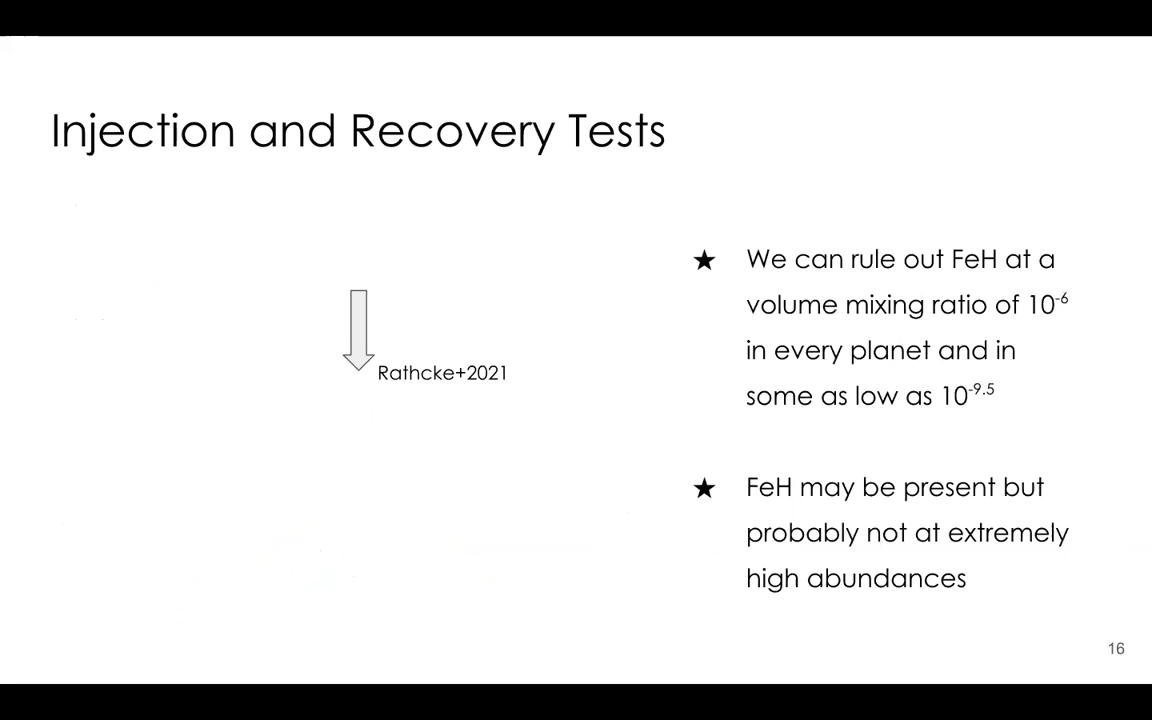 Injection and Recovery Tests
Rathcke+2021
★ We can rule out FeH at a
volume mixing ratio of 10⁻⁶
in every planet and in
some as low as 10⁻⁹·⁵
★ FeH may be present but
probably not at extremely
high abundances
16